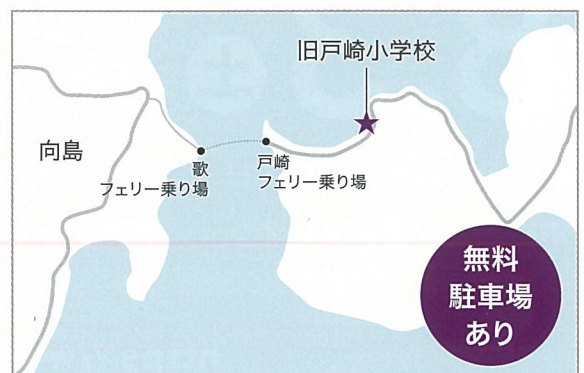 旧戸崎小学校
向島
歌
フェリー乗り場
戸崎
フェリー乗り場
無料
駐車場
あり